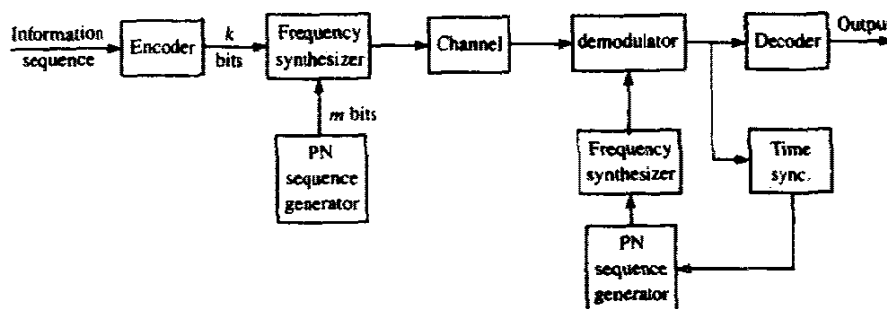 Information
sequence
Encoder
k
bits
Frequency
synthesizer
Channel
demodulator
Decoder
Output
m bits
PN
sequence
generator
Frequency
synthesizer
Time
sync.
PN
sequence
generator